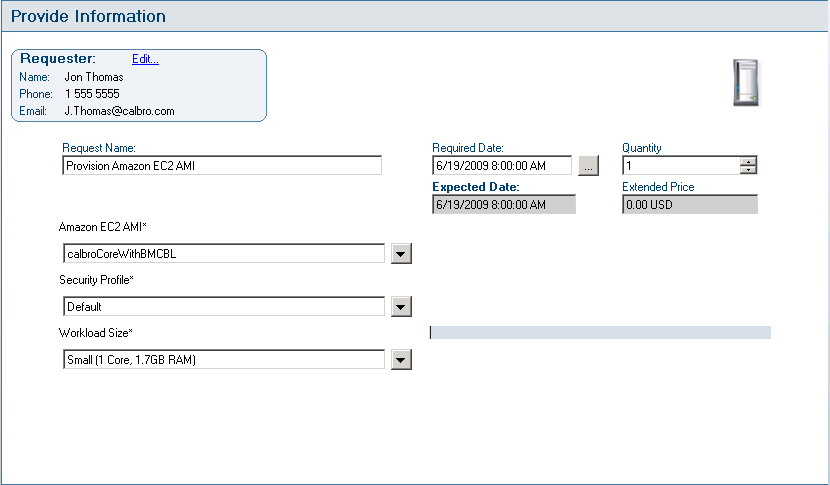 Provide Information
Requester: Edit...
Name: Jon Thomas
Phone: 1 555 5555
Email: J.Thomas@calbro.com
Request Name: Required Date: Quantity
Provision Amazon EC2 AMI 6/19/2009 8:00:00 AM ... 1
Expected Date: Extended Price
6/19/2009 8:00:00 AM 0.00 USD
Amazon EC2 AMI*
calbroCoreWithBMCBL
Security Profile*
Default
Workload Size*
Small (1 Core, 1.7GB RAM)